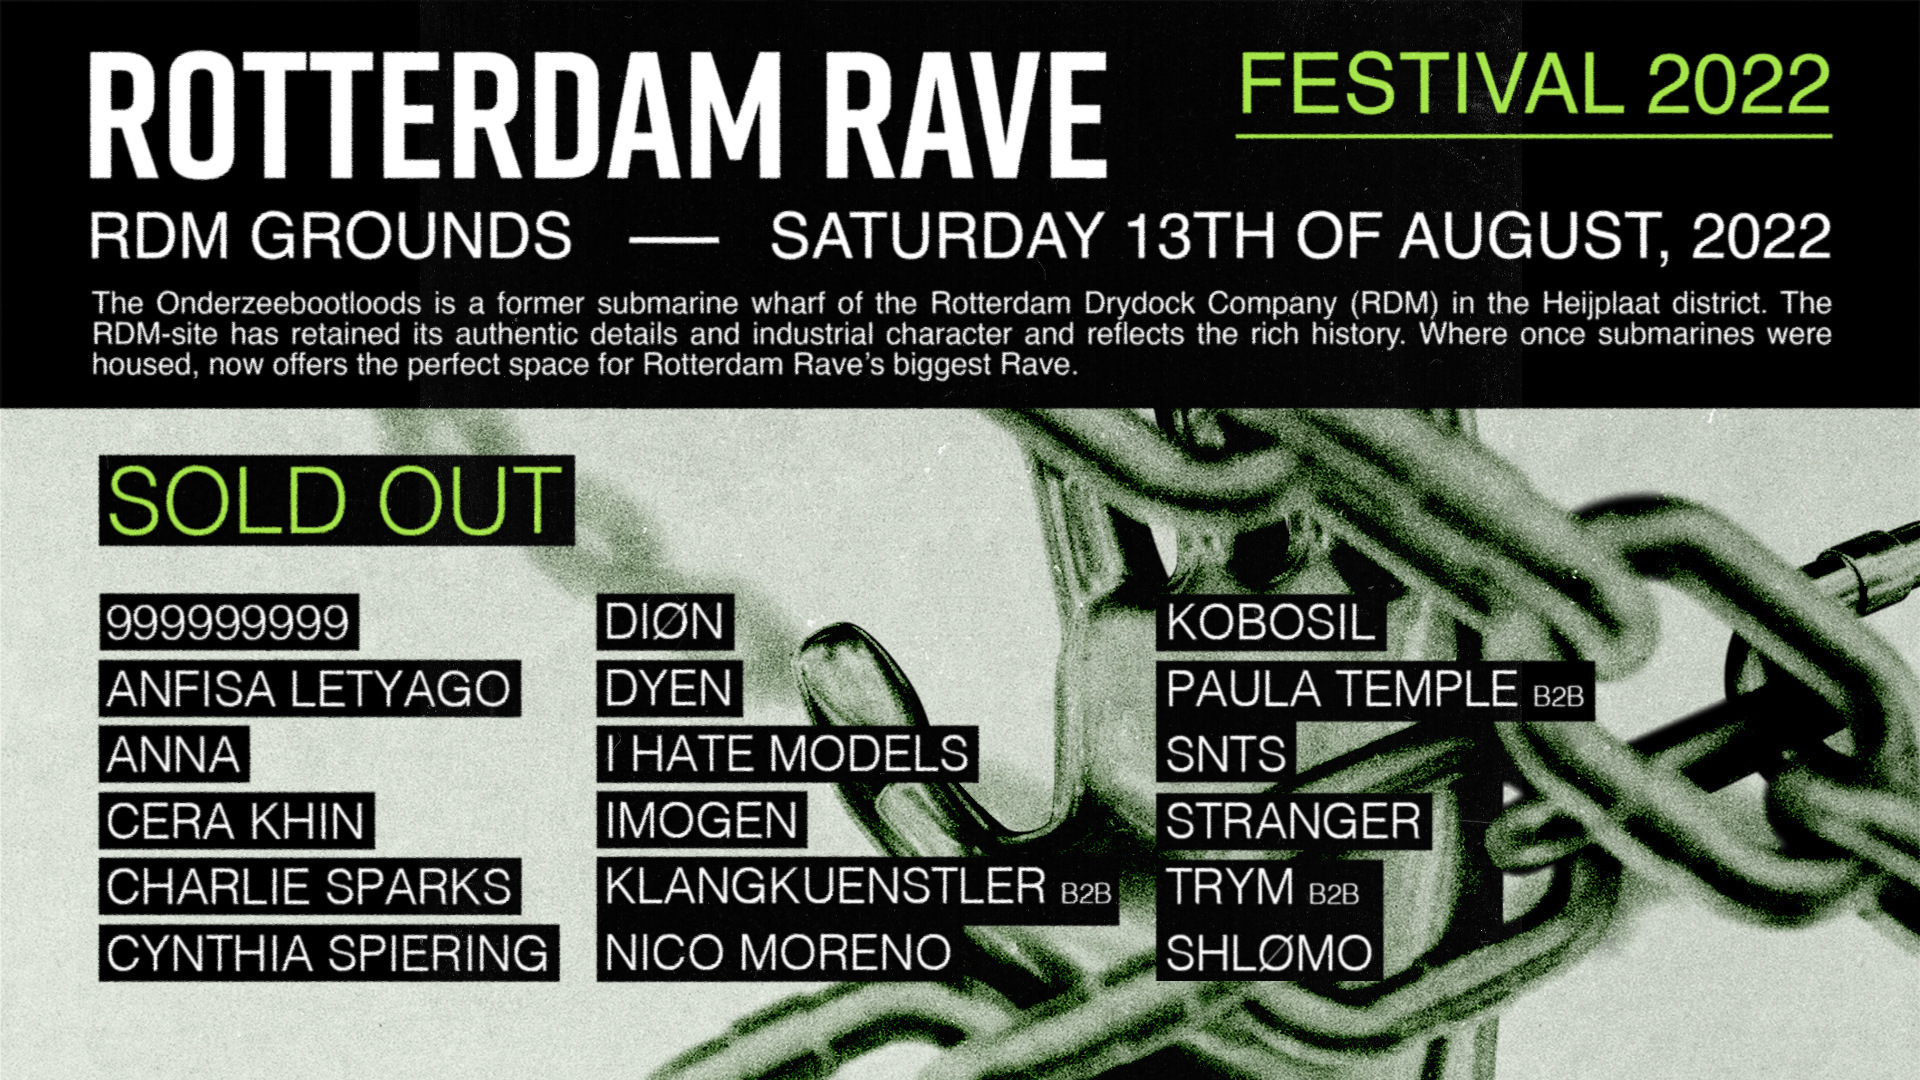 ROTTERDAM RAVE
FESTIVAL 2022
RDM GROUNDS — SATURDAY 13TH OF AUGUST, 2022
The Onderzeebootloods is a former submarine wharf of the Rotterdam Drydock Company (RDM) in the Heijplaat district. The
RDM-site has retained its authentic details and industrial character and reflects the rich history. Where once submarines were
housed, now offers the perfect space for Rotterdam Rave's biggest Rave.
SOLD OUT
999999999
ANFISA LETYAGO
ANNA
CERA KHIN
CHARLIE SPARKS
CYNTHIA SPIERING
DIØN
DYEN
I HATE MODELS
IMOGEN
KLANGKUENSTLER B2B
NICO MORENO
KOBOSIL
PAULA TEMPLE B2B
SNTS
STRANGER
TRYM B2B
SHLØMO